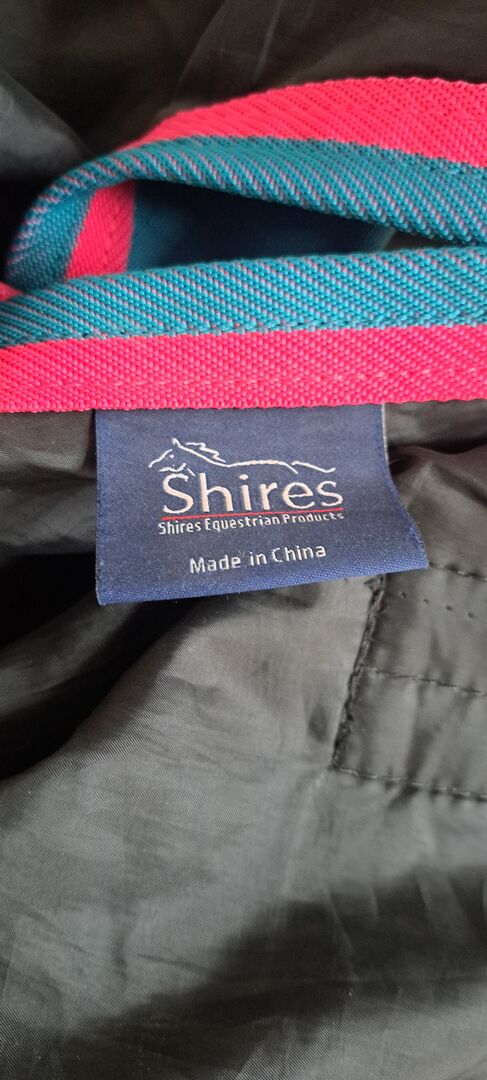 Shires
Shires Equestrian Products
Made in China